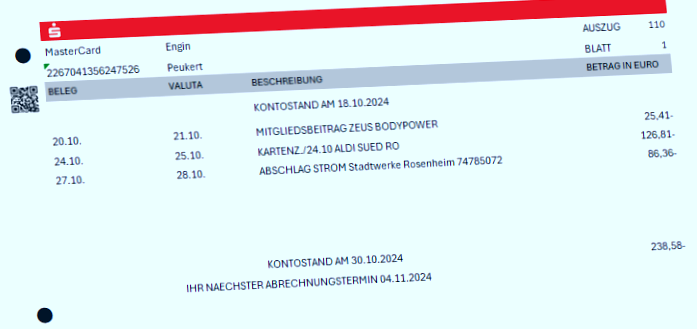 MasterCard Engin AUSZUG 110
2267041356247526 Peukert BLATT 1
BELEG VALUTA BESCHREIBUNG BETRAG IN EURO
KONTOSTAND AM 18.10.2024
20.10. 21.10. MITGLIEDSBEITRAG ZEUS BODYPOWER 25,41-
24.10. 25.10. KARTENZ./24.10 ALDI SUED RO 126,81-
27.10. 28.10. ABSCHLAG STROM Stadtwerke Rosenheim 74785072 86,36-
KONTOSTAND AM 30.10.2024 238,58-
IHR NAECHSTER ABRECHNUNGSTERMIN 04.11.2024